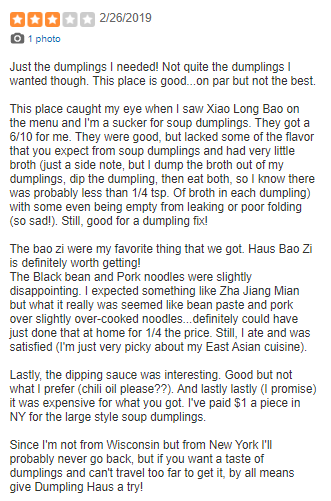 2/26/2019
1 photo
Just the dumplings I needed! Not quite the dumplings I
wanted though. This place is good...on par but not the best.
This place caught my eye when I saw Xiao Long Bao on
the menu and I'm a sucker for soup dumplings. They got a
6/10 for me. They were good, but lacked some of the flavor
that you expect from soup dumplings and had very little
broth (just a side note, but I dump the broth out of my
dumplings, dip the dumpling, then eat both, so I know there
was probably less than 1/4 tsp. Of broth in each dumpling)
with some even being empty from leaking or poor folding
(so sad!). Still, good for a dumpling fix!
The bao zi were my favorite thing that we got. Haus Bao Zi
is definitely worth getting!
The Black bean and Pork noodles were slightly
disappointing. I expected something like Zha Jiang Mian
but what it really was seemed like bean paste and pork
over slightly over-cooked noodles...definitely could have
just done that at home for 1/4 the price. Still, I ate and was
satisfied (I'm just very picky about my East Asian cuisine).
Lastly, the dipping sauce was interesting. Good but not
what I prefer (chili oil please??). And lastly lastly (I promise)
it was expensive for what you got. I've paid $1 a piece in
NY for the large style soup dumplings.
Since I'm not from Wisconsin but from New York I'll
probably never go back, but if you want a taste of
dumplings and can't travel too far to get it, by all means
give Dumpling Haus a try!